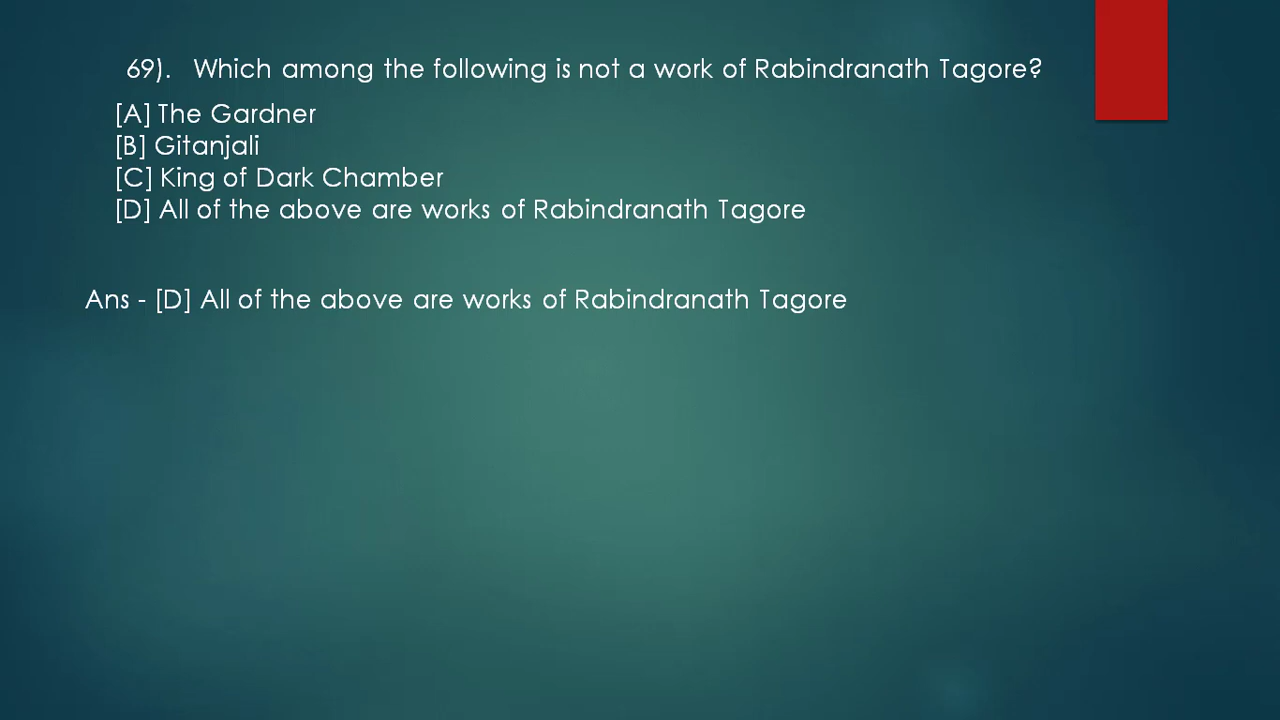 69). Which among the following is not a work of Rabindranath Tagore?
[A] The Gardner
[B] Gitanjali
[C] King of Dark Chamber
[D] All of the above are works of Rabindranath Tagore
Ans - [D] All of the above are works of Rabindranath Tagore